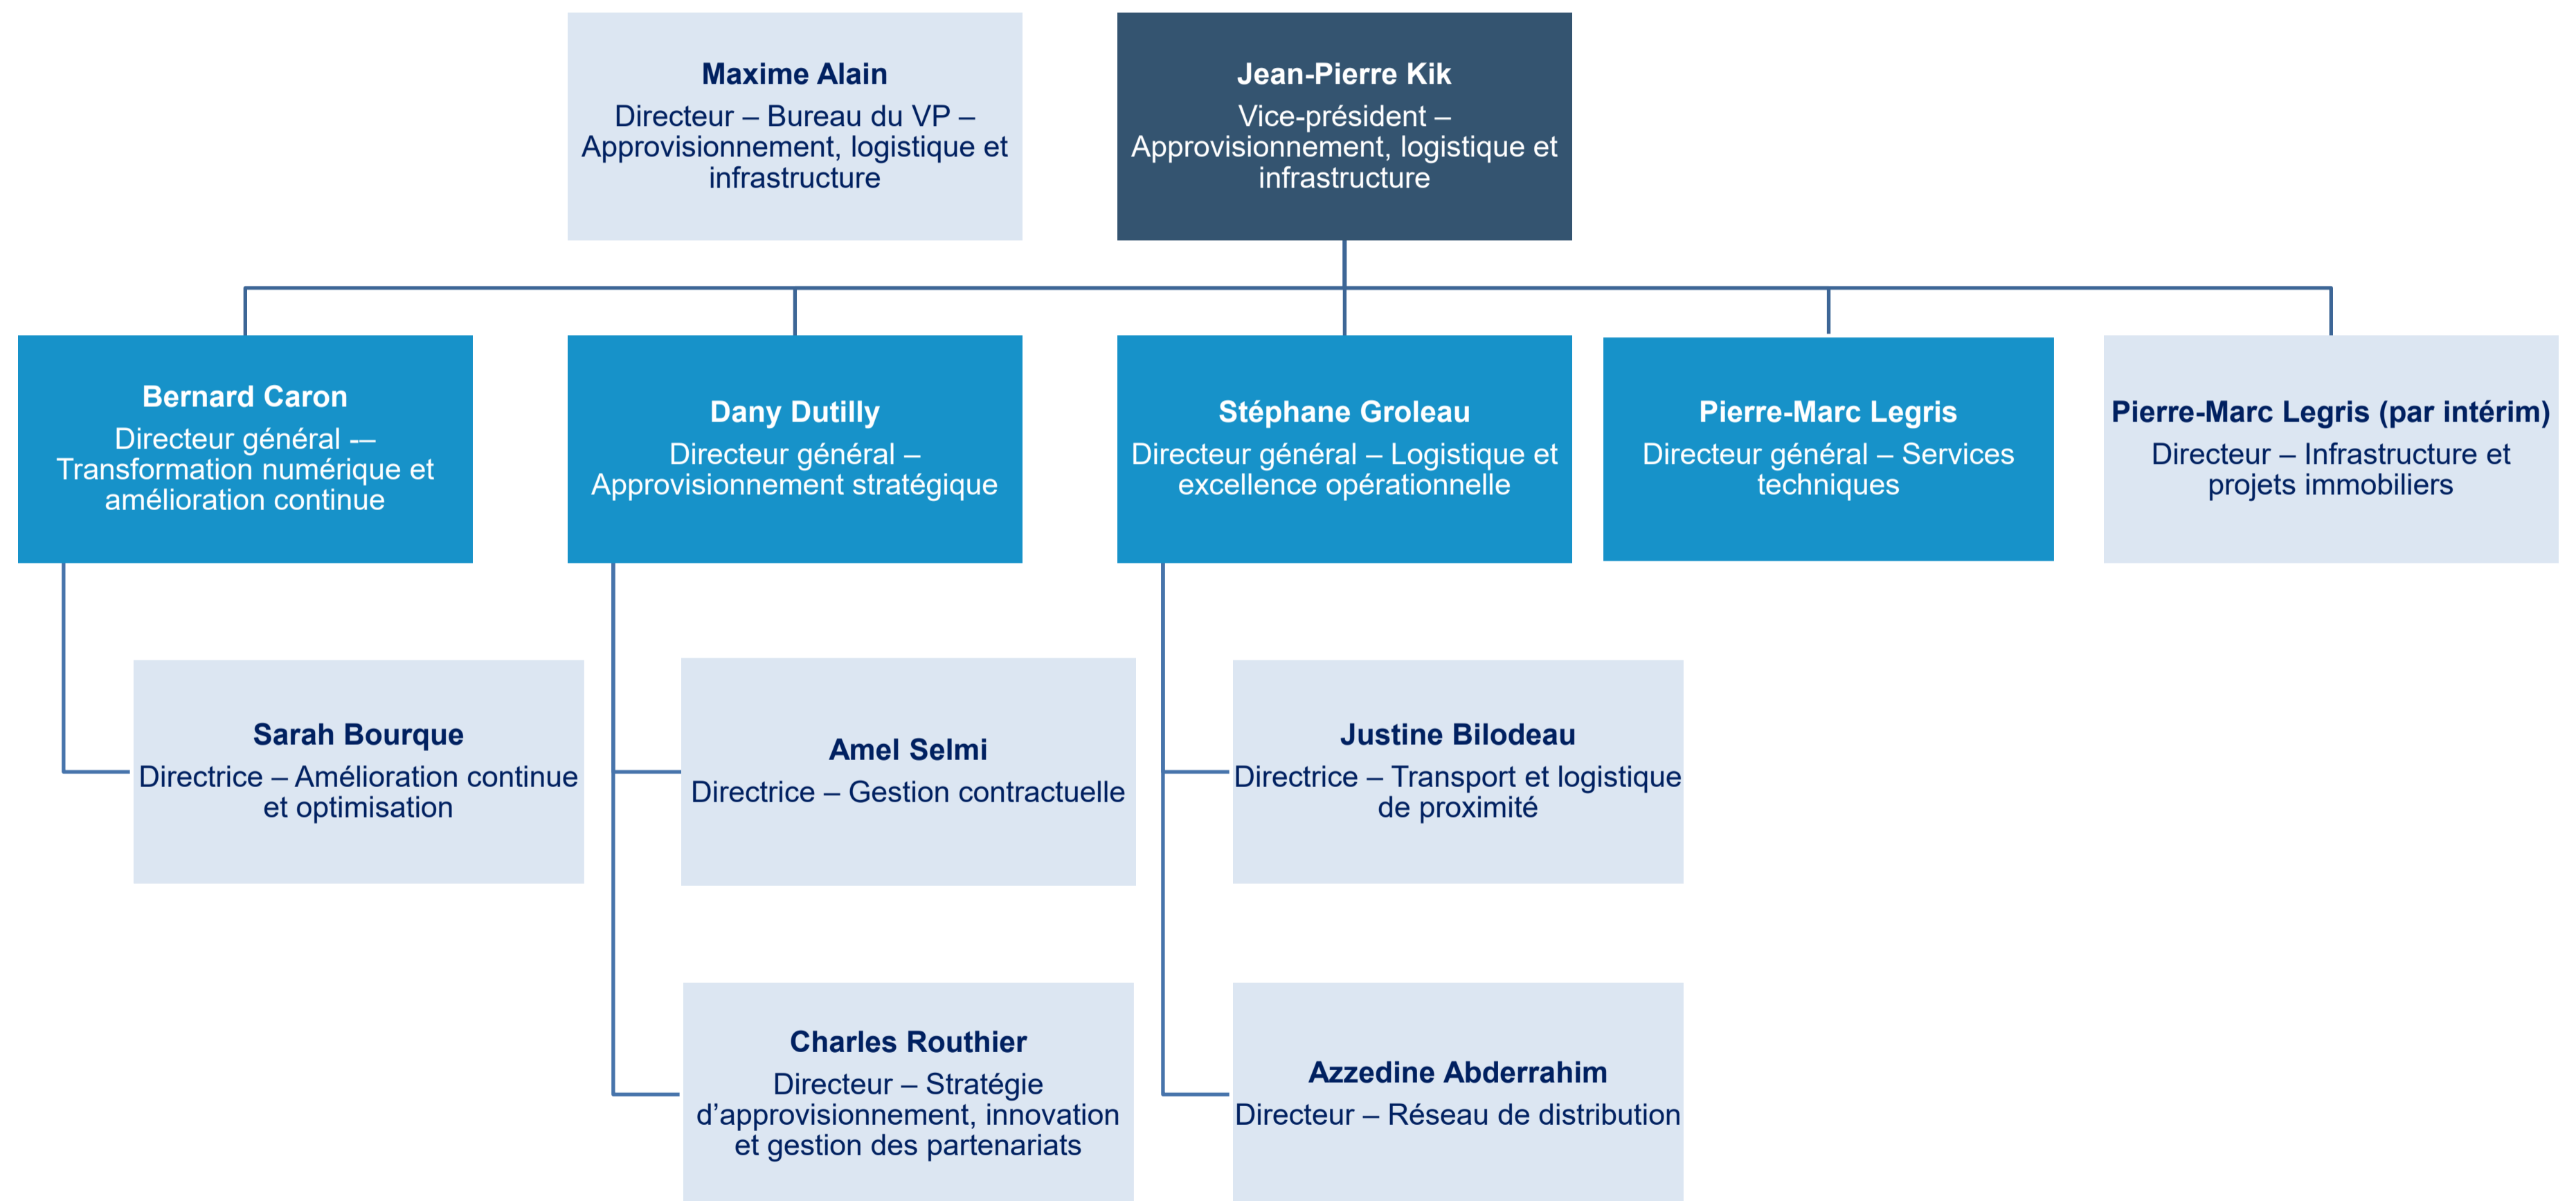 Maxime Alain
Directeur – Bureau du VP –
Approvisionnement, logistique et
infrastructure
Jean-Pierre Kik
Vice-président –
Approvisionnement, logistique et
infrastructure
Bernard Caron
Directeur général -–
Transformation numérique et
amélioration continue
Dany Dutilly
Directeur général –
Approvisionnement stratégique
Stéphane Groleau
Directeur général – Logistique et
excellence opérationnelle
Pierre-Marc Legris
Directeur général – Services
techniques
Pierre-Marc Legris (par intérim)
Directeur – Infrastructure et
projets immobiliers
Sarah Bourque
Directrice – Amélioration continue
et optimisation
Amel Selmi
Directrice – Gestion contractuelle
Justine Bilodeau
Directrice – Transport et logistique
de proximité
Charles Routhier
Directeur – Stratégie
d’approvisionnement, innovation
et gestion des partenariats
Azzedine Abderrahim
Directeur – Réseau de distribution